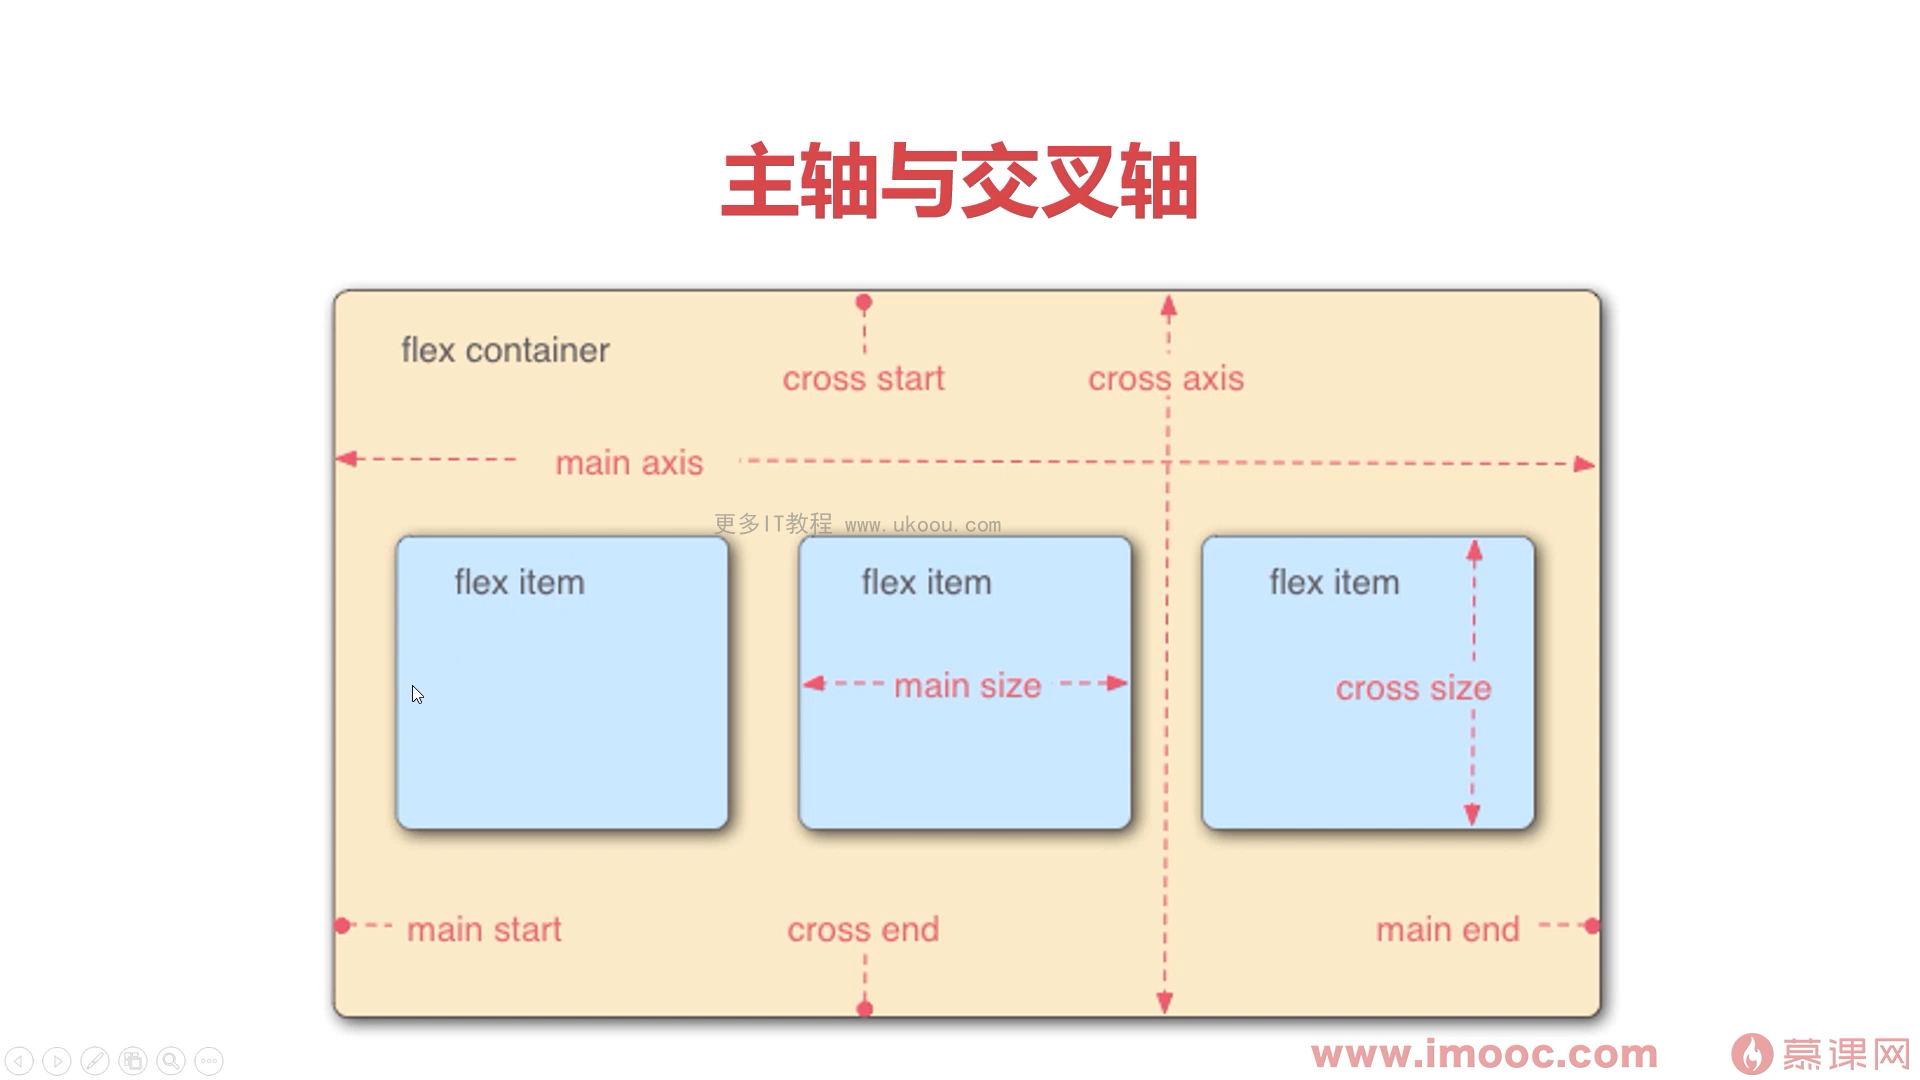 主轴与交叉轴
flex container
cross start
cross axis
main axis
更多IT教程 www.ukoou.com
flex item
flex item
flex item
main size
cross size
main start
cross end
main end
www.imooc.com
慕课网